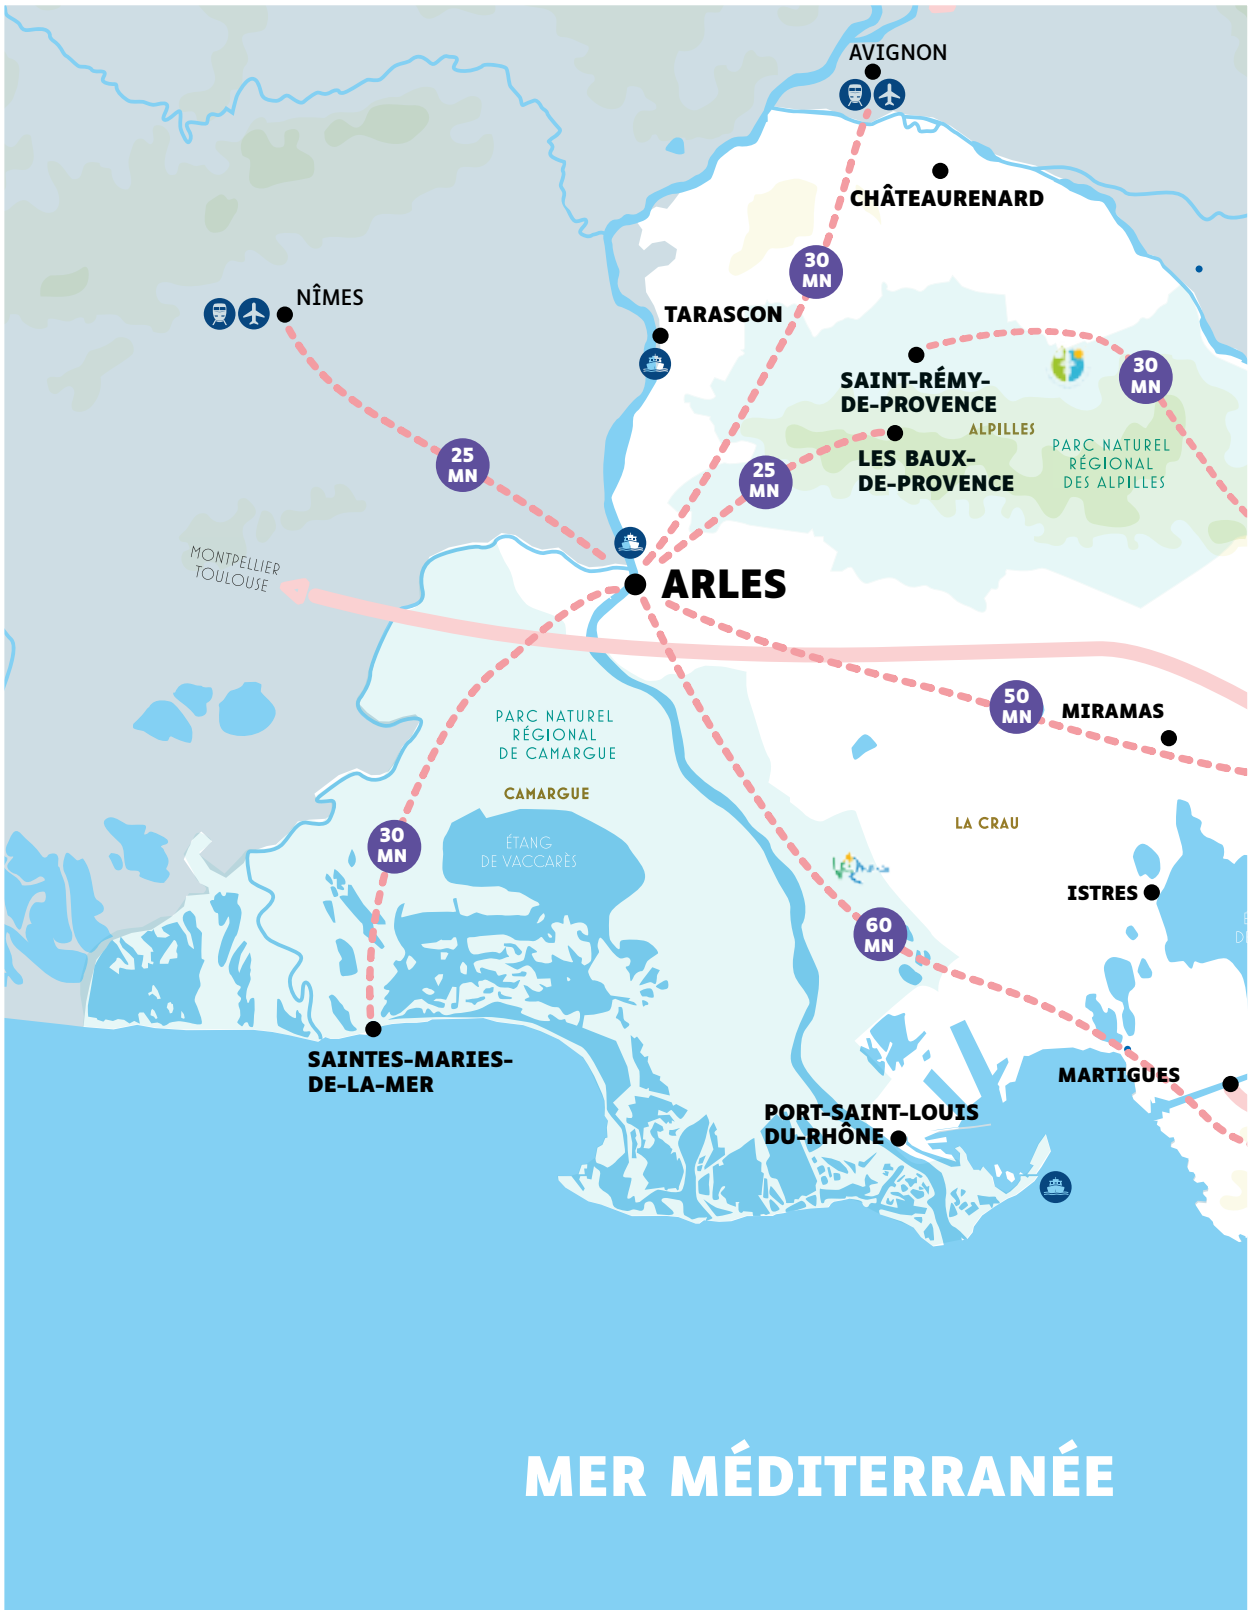 AVIGNON
CHÂTEAURENARD
30
MN
NÎMES
TARASCON
SAINT-RÉMY-
DE-PROVENCE
30
MN
ALPILLES
LES BAUX-
DE-PROVENCE
PARC NATUREL
RÉGIONAL
DES ALPILLES
25
MN
25
MN
MONTPELLIER
TOULOUSE
ARLES
50
MN
MIRAMAS
PARC NATUREL
RÉGIONAL
DE CAMARGUE
CAMARGUE
LA CRAU
30
MN
ÉTANG
DE VACCARÈS
ISTRES
60
MN
SAINTES-MARIES-
DE-LA-MER
MARTIGUES
PORT-SAINT-LOUIS
DU-RHÔNE
MER MÉDITERRANÉE